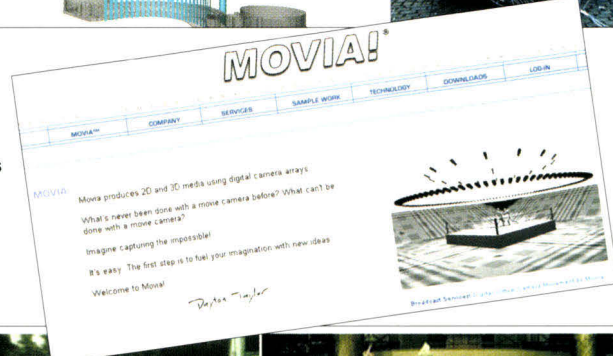 MOVIA!®
MOVIA™ COMPANY SERVICES SAMPLE WORK TECHNOLOGY DOWNLOADS LOG-IN
MOVIA:
Movia produces 2D and 3D media using digital camera arrays.
What's never been done with a movie camera before? What can't be
done with a movie camera?
Imagine capturing the impossible!
It's easy. The first step is to fuel your imagination with new ideas
Welcome to Movia!
Dayton Taylor
Broadcast Services:
s